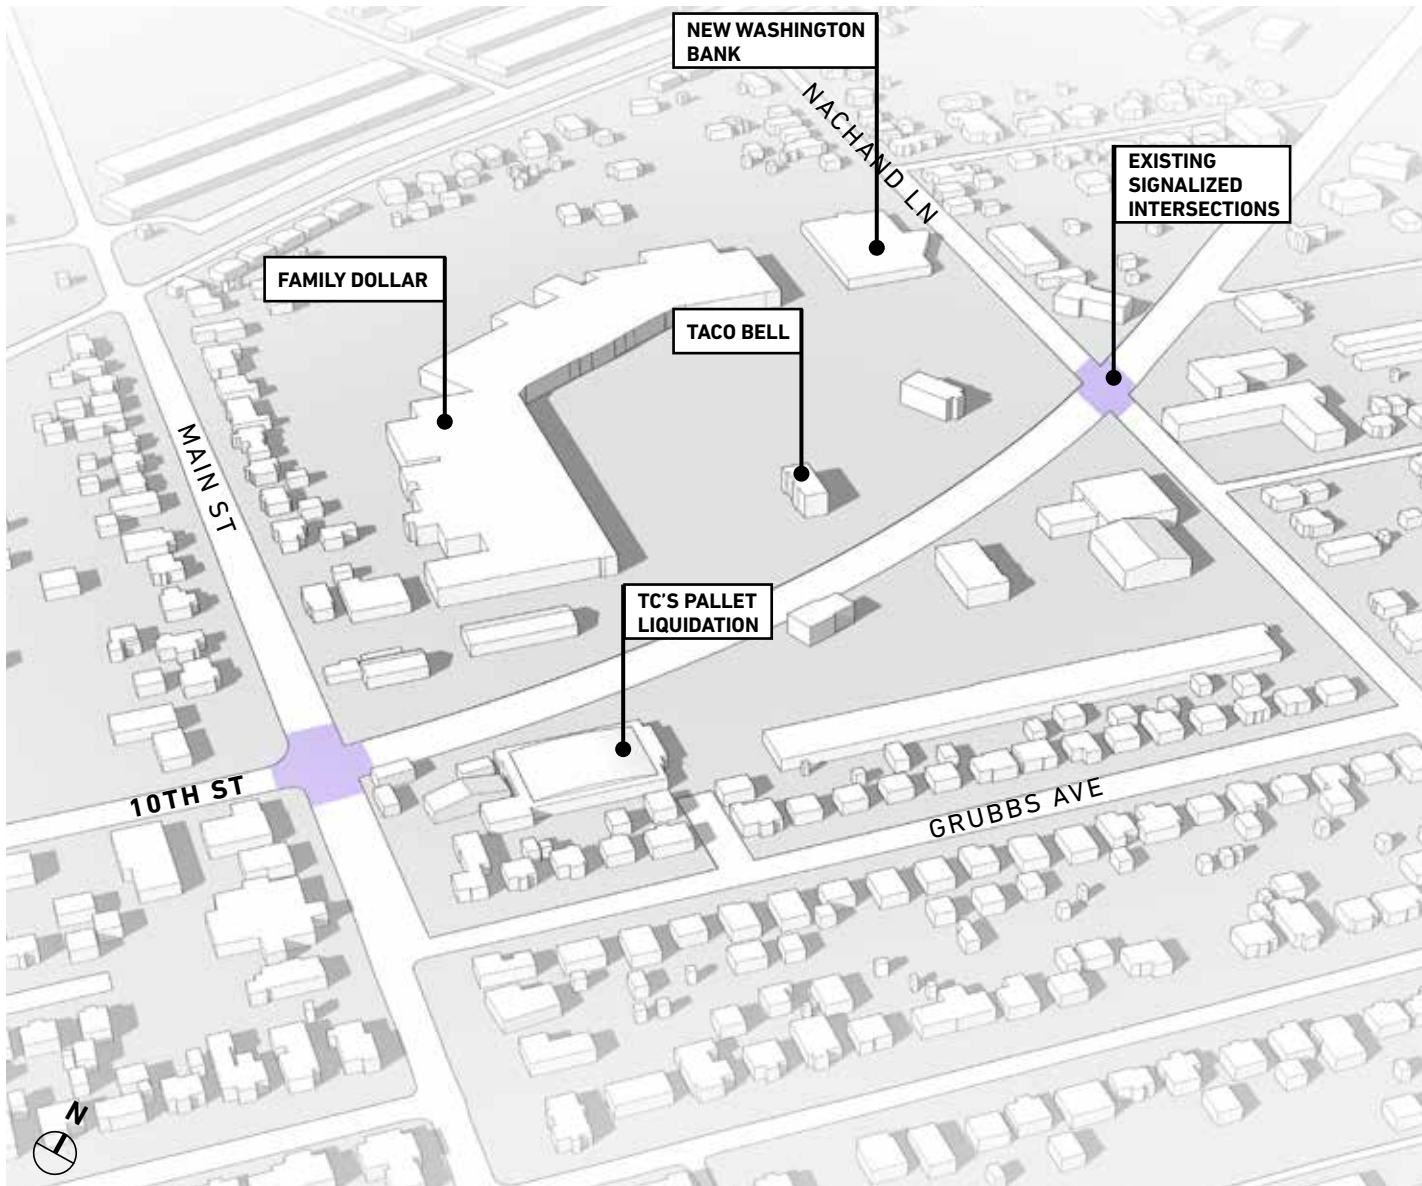 NEW WASHINGTON
BANK
NACHAND LN
EXISTING
SIGNALIZED
INTERSECTIONS
FAMILY DOLLAR
TACO BELL
MAIN ST
TC'S PALLET
LIQUIDATION
10TH ST
GRUBBS AVE
N